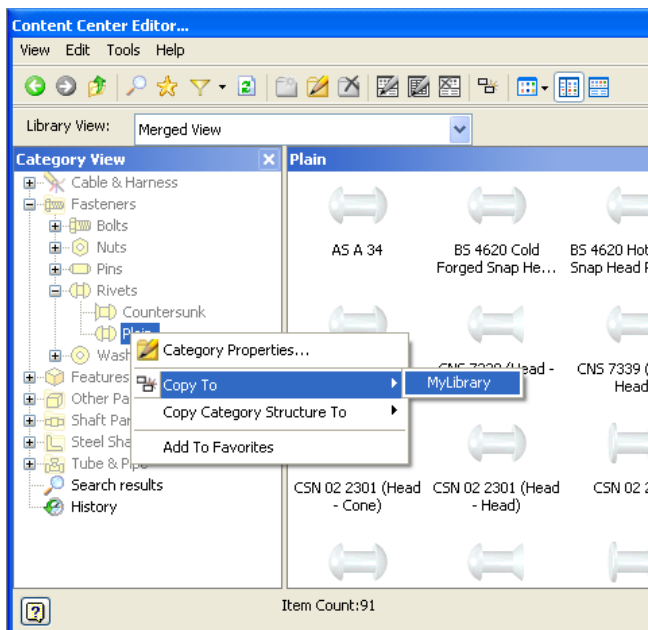 Content Center Editor...
View Edit Tools Help
Library View: Merged View
Category View
Plain
Cable & Harness
Fasteners
Bolts
Nuts
Pins
Rivets
Countersunk
Wash
Features
Other Pa
Shaft Par
Steel Sha
Tube & Pipe
Search results
History
Category Properties...
Copy To
MyLibrary
Copy Category Structure To
Add To Favorites
AS A 34
BS 4620 Cold
Forged Snap He...
BS 4620 Hot
Snap Head
CNS 7339 (
Head
CSN 02 2301 (Head
- Cone)
CSN 02 2301 (Head
- Head)
CSN 02 2
Item Count:91